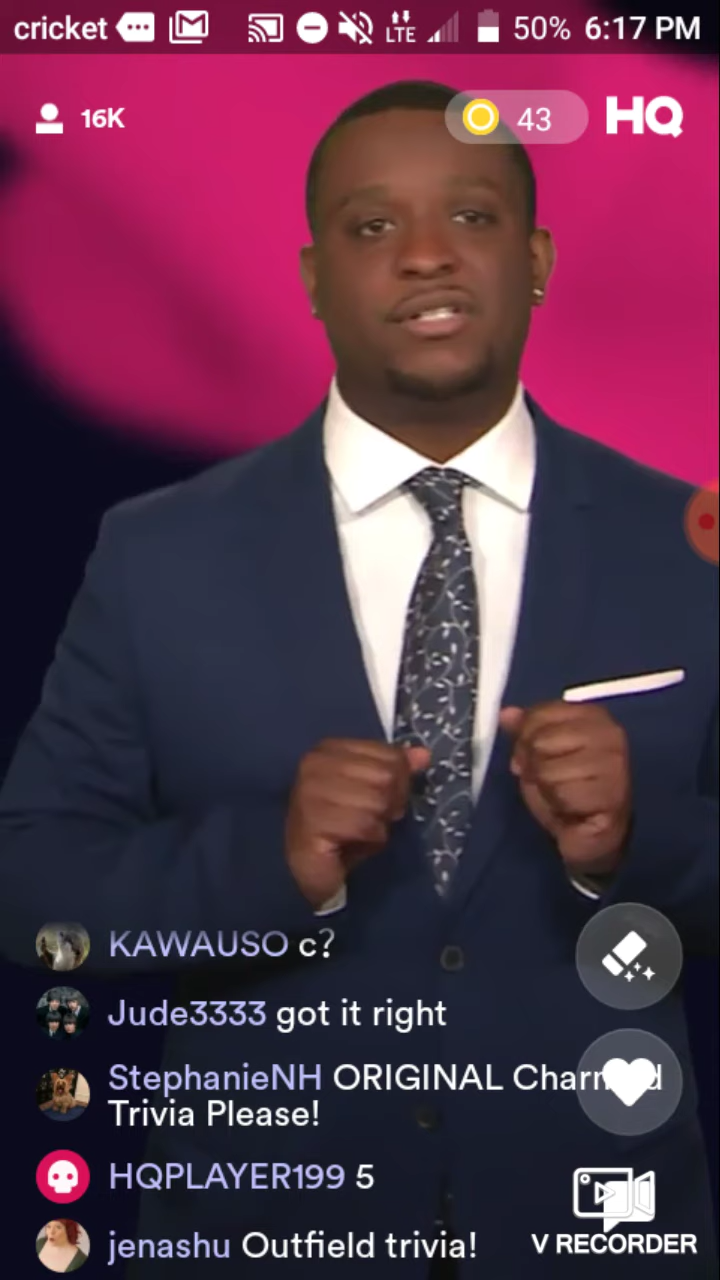 cricket LTE 50% 6:17 PM
16K 43 HQ
KAWAUSO c?
Jude3333 got it right
StephanieNH ORIGINAL Charmed
Trivia Please!
HQPLAYER199 5
jenashu Outfield trivia!
V RECORDER